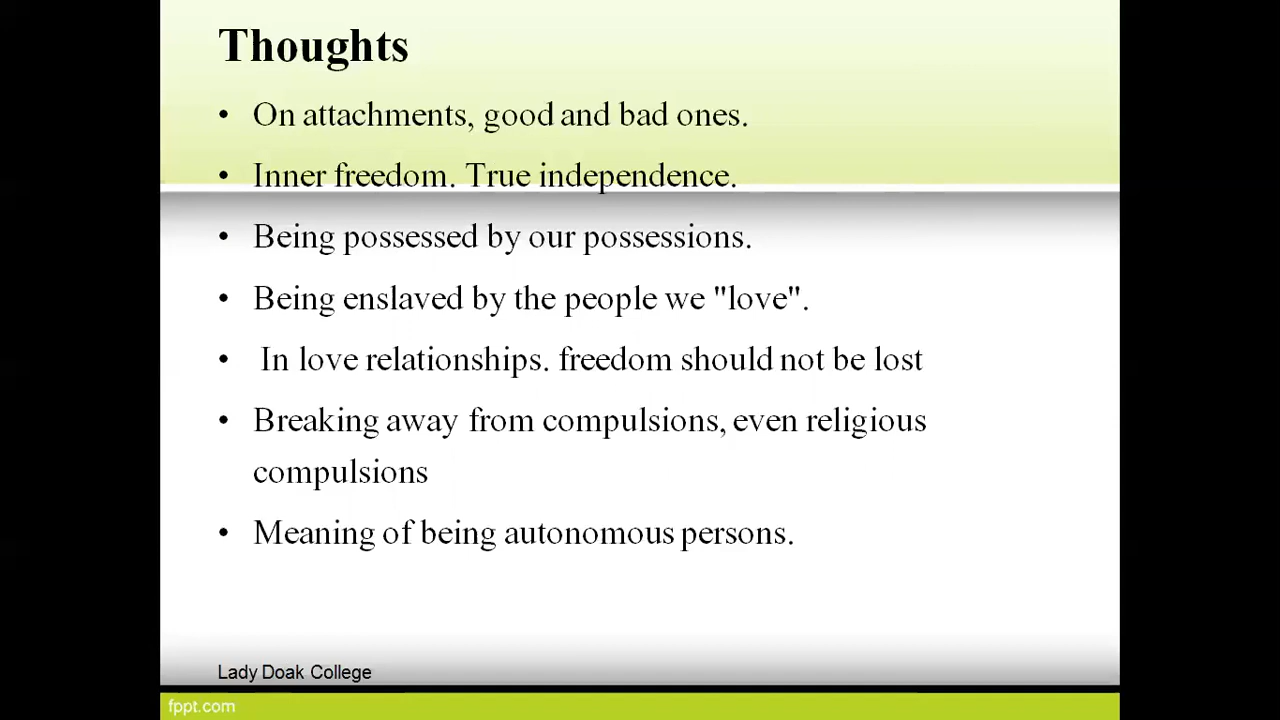 Thoughts
• On attachments, good and bad ones.
• Inner freedom. True independence.
• Being possessed by our possessions.
• Being enslaved by the people we "love".
• In love relationships. freedom should not be lost
• Breaking away from compulsions, even religious
compulsions
• Meaning of being autonomous persons.
Lady Doak College
fppt.com